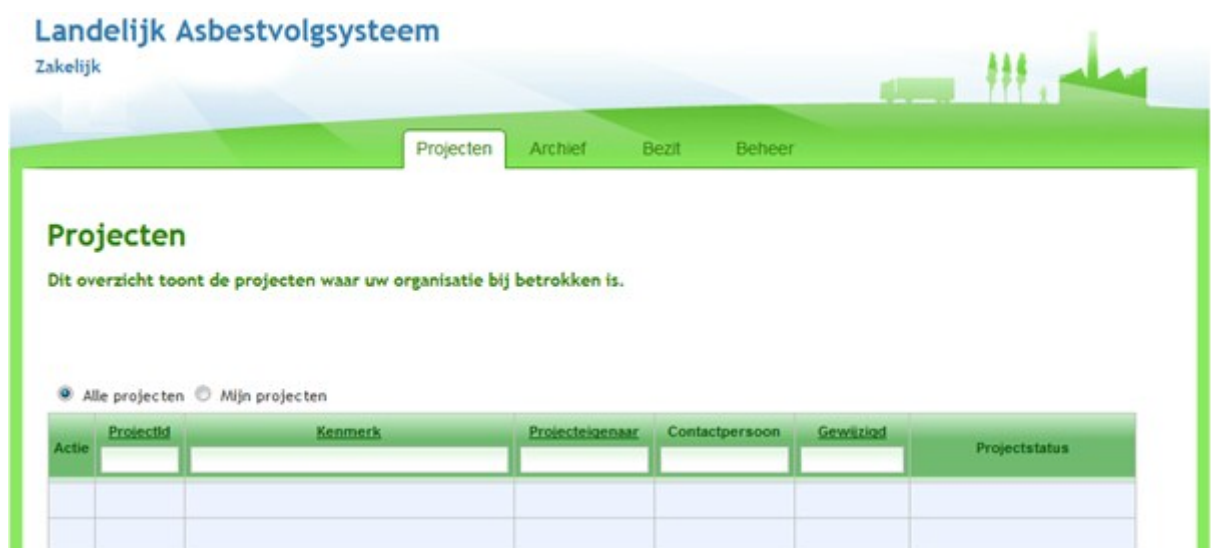 Landelijk Asbestvolgsysteem
Zakelijk
Projecten Archief Bezit Beheer
Projecten
Dit overzicht toont de projecten waar uw organisatie bij betrokken is.
Alle projecten Mijn projecten
Actie ProjectId Kenmerk Projecteigenaar Contactpersoon Gewijzigd Projectstatus